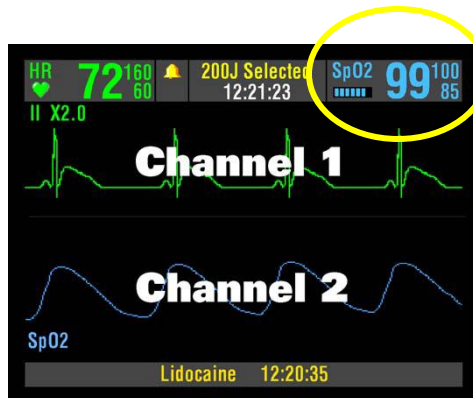 HR 72 160 60
200J Selected
12:21:23
SpO2 99 100 85
II X2.0
Channel 1
Channel 2
SpO2
Lidocaine 12:20:35